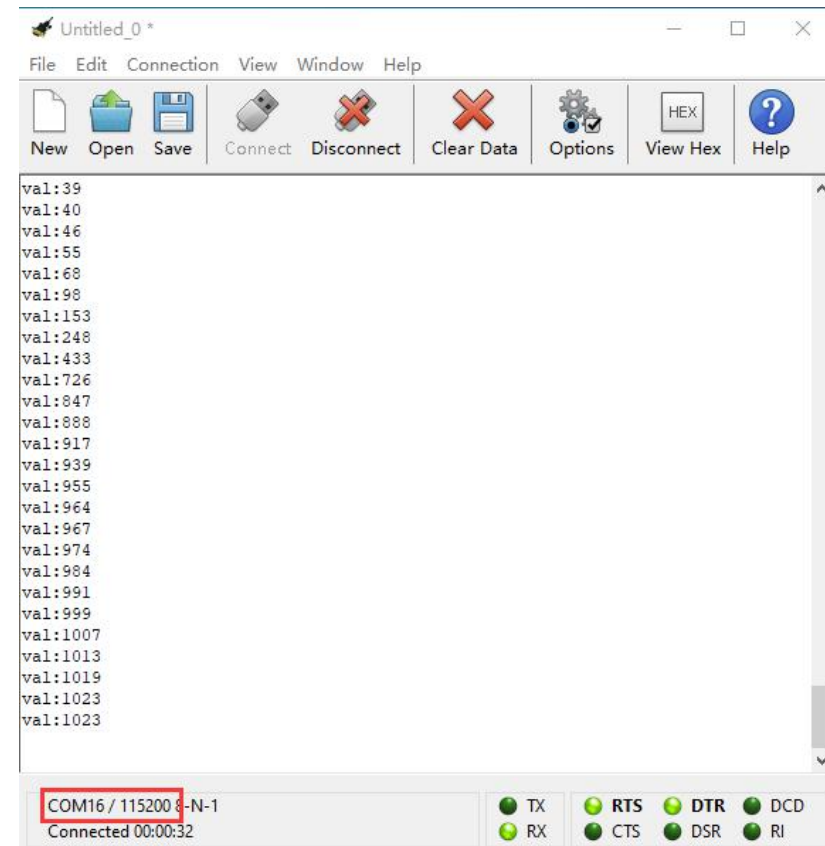 Untitled_0 *
File Edit Connection View Window Help
HEX
New Open Save Connect Disconnect Clear Data Options View Hex Help
val:39
val:40
val:46
val:55
val:68
val:98
val:153
val:248
val:433
val:726
val:847
val:888
val:917
val:939
val:955
val:964
val:967
val:974
val:984
val:991
val:999
val:1007
val:1013
val:1019
val:1023
val:1023
COM16 / 115200 8-N-1 TX RTS DTR DCD
Connected 00:00:32 RX CTS DSR RI